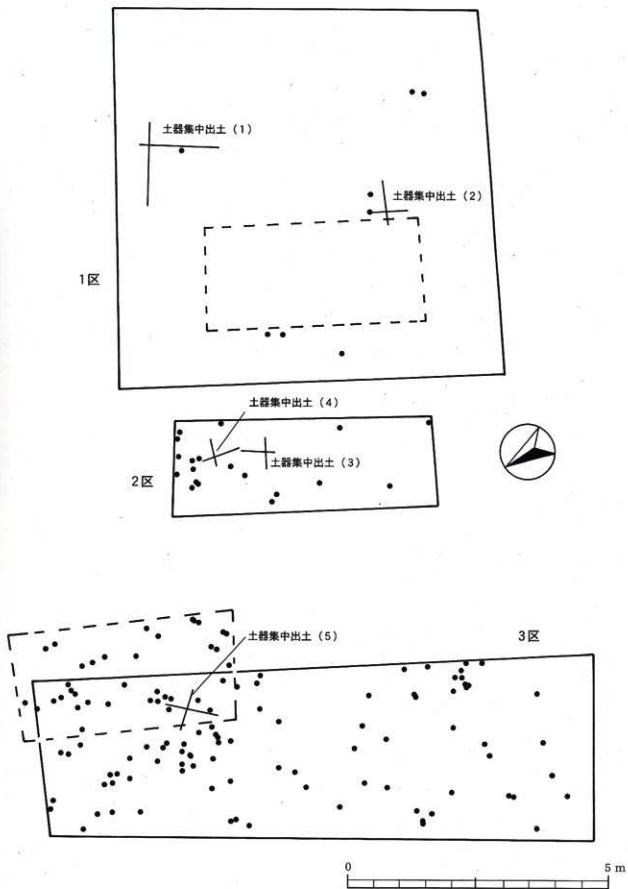 土器集中出土（1）
土器集中出土（2）
1区
土器集中出土（4）
土器集中出土（3）
2区
土器集中出土（5）
3区
0 5 m